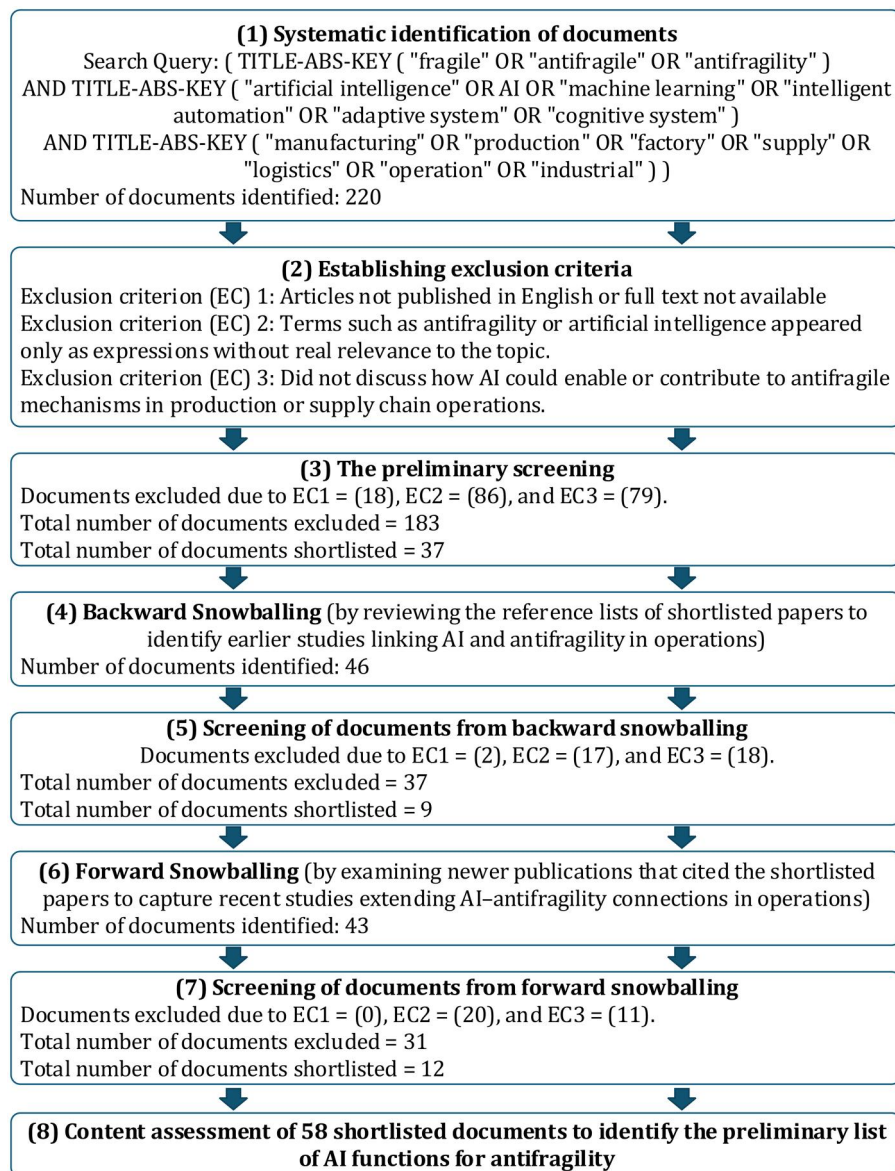 (1) Systematic identification of documents
Search Query: ( TITLE-ABS-KEY ( "fragile" OR "antifragile" OR "antifragility" )
AND TITLE-ABS-KEY ( "artificial intelligence" OR AI OR "machine learning" OR "intelligent
automation" OR "adaptive system" OR "cognitive system" )
AND TITLE-ABS-KEY ( "manufacturing" OR "production" OR "factory" OR "supply" OR
"logistics" OR "operation" OR "industrial" ) )
Number of documents identified: 220
(2) Establishing exclusion criteria
Exclusion criterion (EC) 1: Articles not published in English or full text not available
Exclusion criterion (EC) 2: Terms such as antifragility or artificial intelligence appeared
only as expressions without real relevance to the topic.
Exclusion criterion (EC) 3: Did not discuss how AI could enable or contribute to antifragile
mechanisms in production or supply chain operations.
(3) The preliminary screening
Documents excluded due to EC1 = (18), EC2 = (86), and EC3 = (79).
Total number of documents excluded = 183
Total number of documents shortlisted = 37
(4) Backward Snowballing (by reviewing the reference lists of shortlisted papers to
identify earlier studies linking AI and antifragility in operations)
Number of documents identified: 46
(5) Screening of documents from backward snowballing
Documents excluded due to EC1 = (2), EC2 = (17), and EC3 = (18).
Total number of documents excluded = 37
Total number of documents shortlisted = 9
(6) Forward Snowballing (by examining newer publications that cited the shortlisted
papers to capture recent studies extending AI–antifragility connections in operations)
Number of documents identified: 43
(7) Screening of documents from forward snowballing
Documents excluded due to EC1 = (0), EC2 = (20), and EC3 = (11).
Total number of documents excluded = 31
Total number of documents shortlisted = 12
(8) Content assessment of 58 shortlisted documents to identify the preliminary list
of AI functions for antifragility